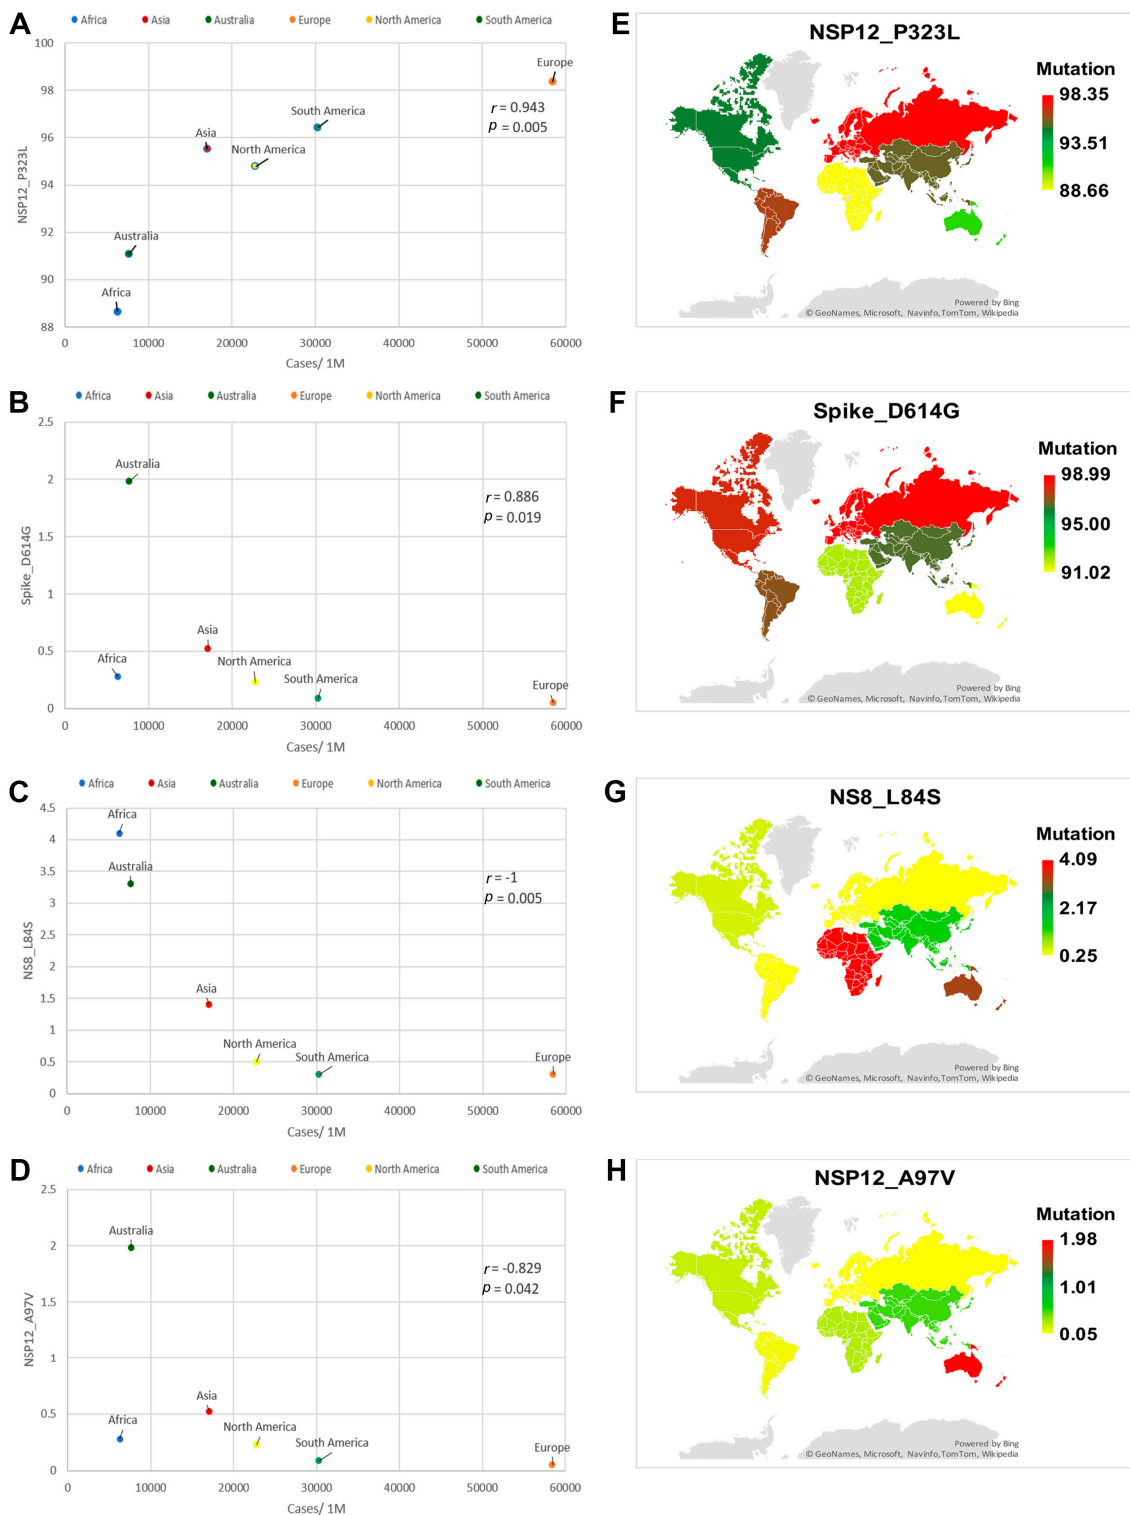 A
Africa Asia Australia Europe North America South America
100
98
96
94
92
90
88
NSP12_P323L
Europe
r = 0.943
p = 0.005
South America
Asia
North America
Australia
Africa
0 10000 20000 30000 40000 50000 60000
Cases/ 1M
E
NSP12_P323L
Mutation
98.35
93.51
88.66
Powered by Bing
© GeoNames, Microsoft, Navinfo,TomTom, Wikipedia
B
Africa Asia Australia Europe North America South America
2.5
2
1.5
1
0.5
0
Spike_D614G
Australia
r = 0.886
p = 0.019
Asia
Africa
North America
South America
Europe
0 10000 20000 30000 40000 50000 60000
Cases/ 1M
F
Spike_D614G
Mutation
98.99
95.00
91.02
Powered by Bing
© GeoNames, Microsoft, Navinfo,TomTom, Wikipedia
C
Africa Asia Australia Europe North America South America
4.5
4
3.5
3
2.5
2
1.5
1
0.5
0
NS8_L84S
Africa
Australia
r = -1
p = 0.005
Asia
North America
South America
Europe
0 10000 20000 30000 40000 50000 60000
Cases/ 1M
G
NS8_L84S
Mutation
4.09
2.17
0.25
Powered by Bing
© GeoNames, Microsoft, Navinfo,TomTom, Wikipedia
D
Africa Asia Australia Europe North America South America
2.5
2
1.5
1
0.5
0
NSP12_A97V
Australia
r = -0.829
p = 0.042
Asia
Africa
North America
South America
Europe
0 10000 20000 30000 40000 50000 60000
Cases/ 1M
H
NSP12_A97V
Mutation
1.98
1.01
0.05
Powered by Bing
© GeoNames, Microsoft, Navinfo,TomTom, Wikipedia